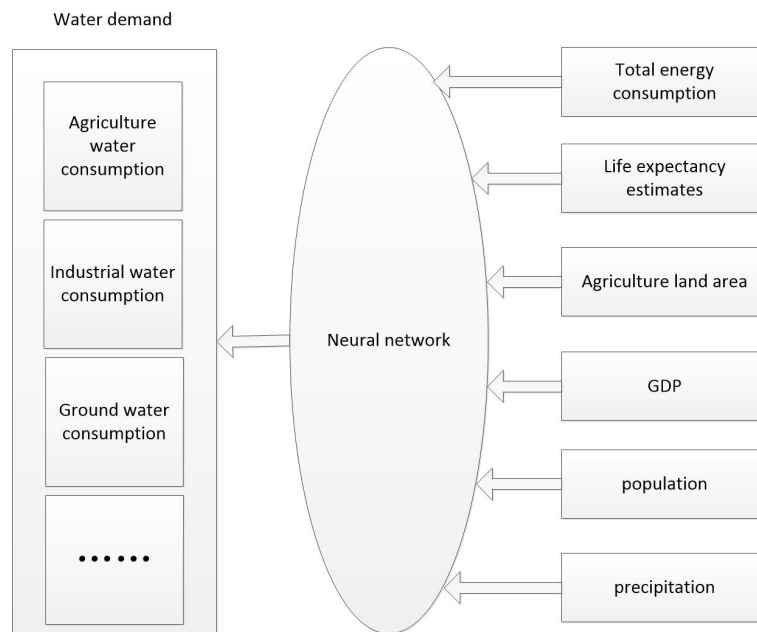 Water demand
Agriculture
water
consumption
Industrial water
consumption
Ground water
consumption
......
Neural network
Total energy
consumption
Life expectancy
estimates
Agriculture land area
GDP
population
precipitation